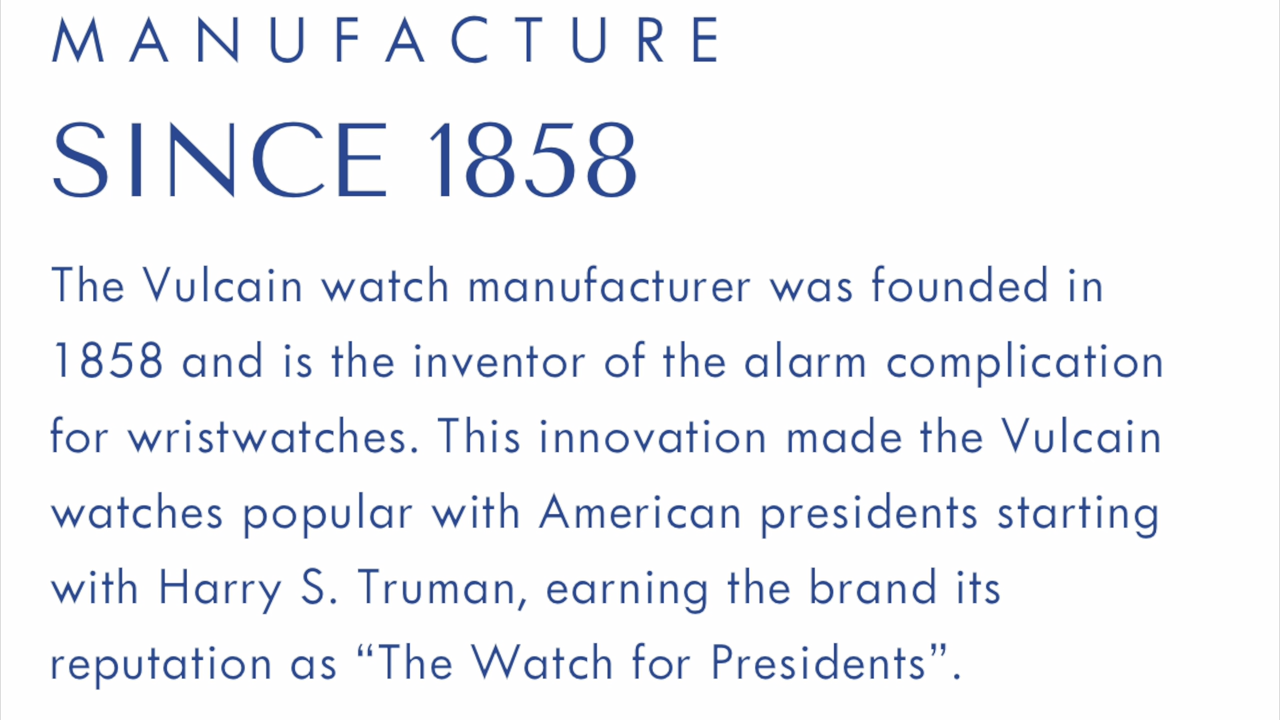 MANUFACTURE
SINCE 1858
The Vulcain watch manufacturer was founded in
1858 and is the inventor of the alarm complication
for wristwatches. This innovation made the Vulcain
watches popular with American presidents starting
with Harry S. Truman, earning the brand its
reputation as “The Watch for Presidents”.